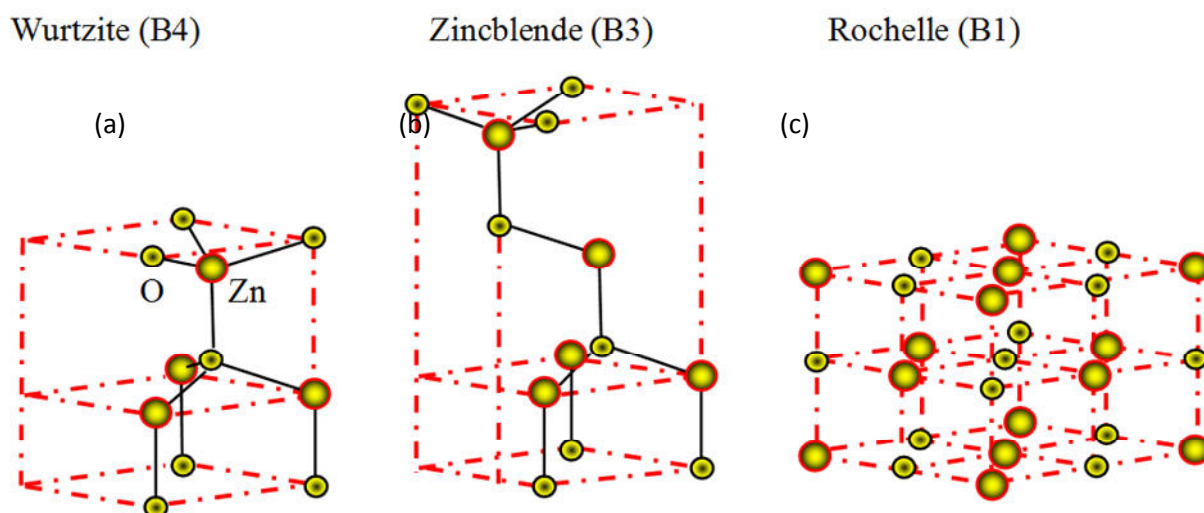 Wurtzite (B4)
Zincblende (B3)
Rochelle (B1)
(a)
(b)
(c)
O
Zn